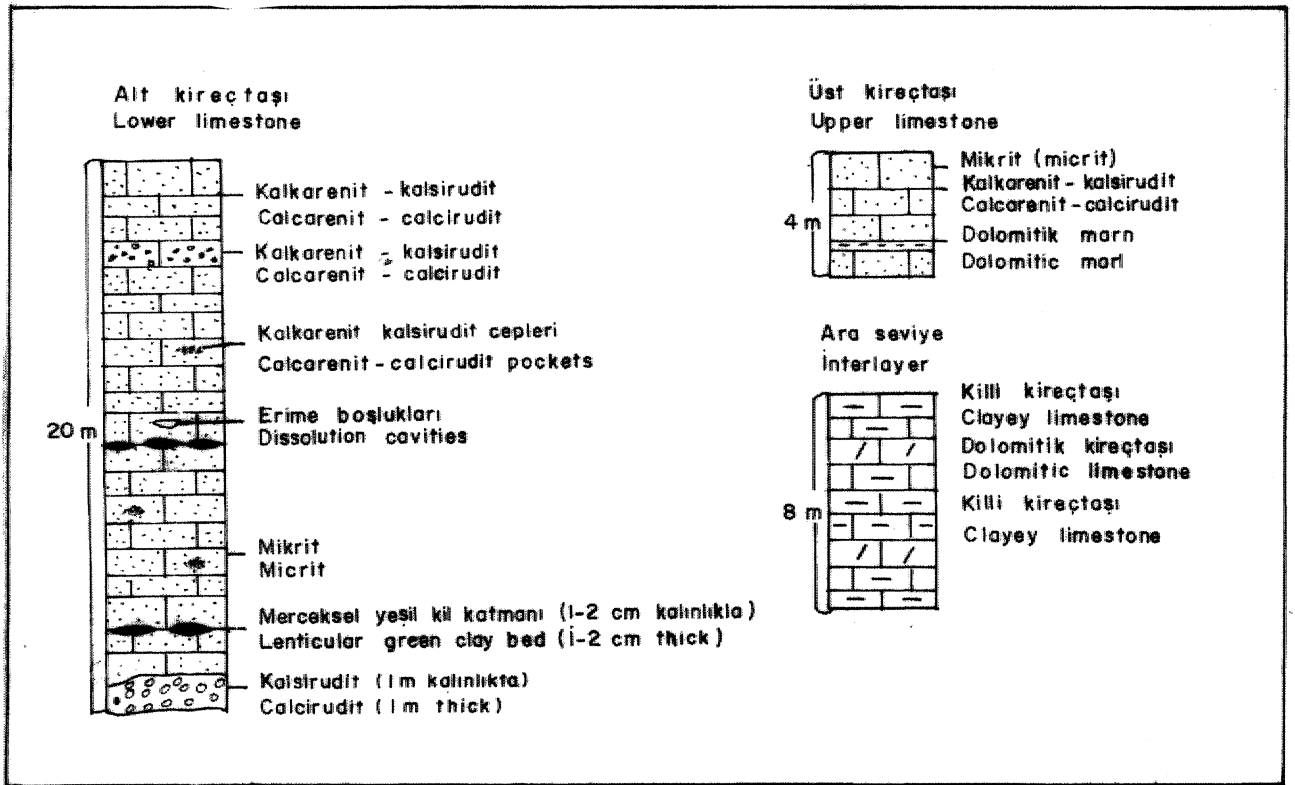 Alt kireçtaşı
Lower limestone
Kalkarenit - kalsirudit
Calcarenit - calcirudit
Kalkarenit - kalsirudit
Calcarenit - calcirudit
Kalkarenit kalsirudit cepleri
Calcarenit - calcirudit pockets
Erime boşlukları
Dissolution cavities
20 m
Mikrit
Micrit
Merceksel yeşil kil katmanı (1-2 cm kalınlıkla)
Lenticular green clay bed (1-2 cm thick)
Kalsirudit (1m kalınlıkta)
Calcirudit (1m thick)
Üst kireçtaşı
Upper limestone
Mikrit (micrit)
Kalkarenit - kalsirudit
Calcarenit - calcirudit
4 m
Dolomitik marn
Dolomitic marl
Ara seviye
İnterlayer
Killi kireçtaşı
Clayey limestone
Dolomitik kireçtaşı
Dolomitic limestone
Killi kireçtaşı
8 m
Clayey limestone